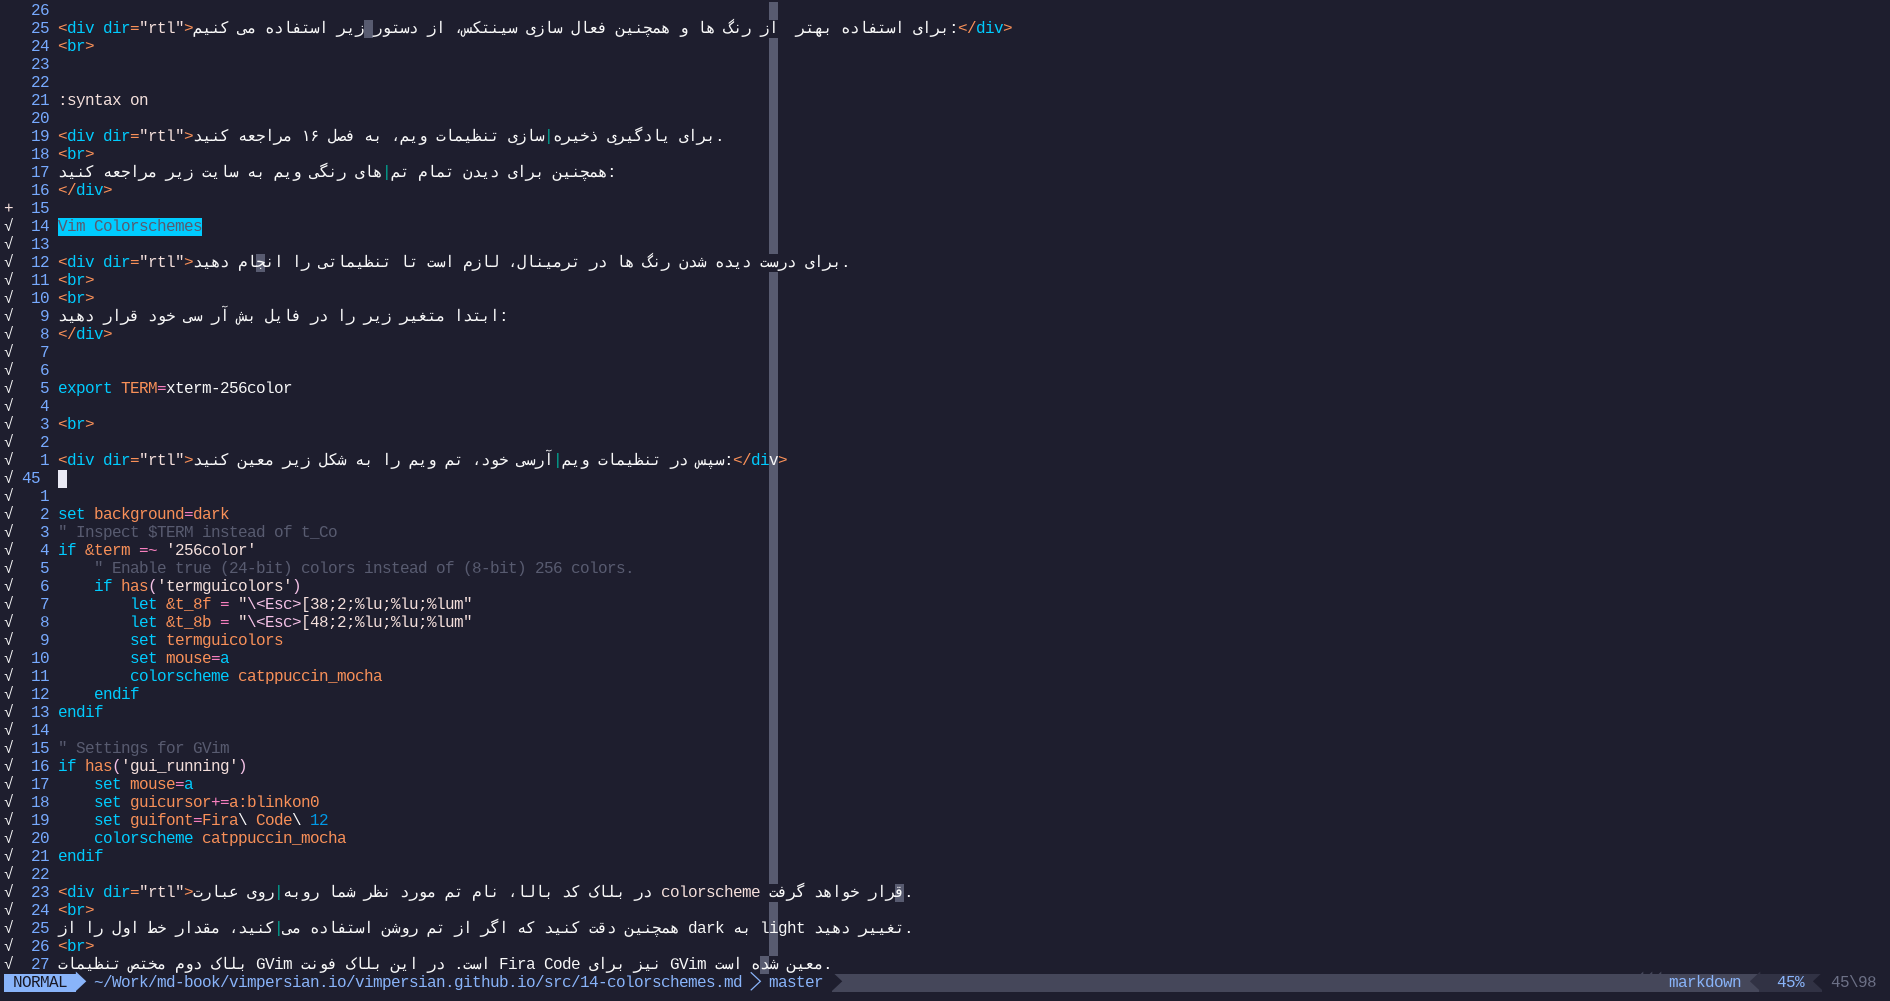 26
25 <div dir="rtl">برای استفاده بهتر  از رنگ ها و همچنین فعال سازی سینتکس، از دستور زیر استفاده می کنیم:</div>
24 <br>
23
22
21 :syntax on
20
19 <div dir="rtl">برای یادگیری ذخیره|سازی تنظیمات ویم، به فصل ۱۶ مراجعه کنید.
18 <br>
17 همچنین برای دیدن تمام تم|های رنگی ویم به سایت زیر مراجعه کنید:
16 </div>
+ 15
√ 14 Vim Colorschemes
√ 13
√ 12 <div dir="rtl">برای درست دیده شدن رنگ ها در ترمینال، لازم است تا تنظیماتی را انجام دهید.
√ 11 <br>
√ 10 <br>
√ 9 ابتدا متغیر زیر را در فایل بش آر سی خود قرار دهید:
√ 8 </div>
√ 7
√ 6
√ 5 export TERM=xterm-256color
√ 4
√ 3 <br>
√ 2
√ 1 <div dir="rtl">سپس در تنظیمات ویم|آرسی خود، تم ویم را به شکل زیر معین کنید:</div>
√ 45
√ 1
√ 2 set background=dark
√ 3 " Inspect $TERM instead of t_Co
√ 4 if &term =~ '256color'
√ 5     " Enable true (24-bit) colors instead of (8-bit) 256 colors.
√ 6     if has('termguicolors')
√ 7         let &t_8f = "\<Esc>[38;2;%lu;%lu;%lum"
√ 8         let &t_8b = "\<Esc>[48;2;%lu;%lu;%lum"
√ 9         set termguicolors
√ 10         set mouse=a
√ 11         colorscheme catppuccin_mocha
√ 12     endif
√ 13 endif
√ 14
√ 15 " Settings for GVim
√ 16 if has('gui_running')
√ 17     set mouse=a
√ 18     set guicursor+=a:blinkon0
√ 19     set guifont=Fira\ Code\ 12
√ 20     colorscheme catppuccin_mocha
√ 21 endif
√ 22
√ 23 <div dir="rtl">در بلاک کد بالا، نام تم مورد نظر شما روبه|روی عبارت colorscheme قرار خواهد گرفت.
√ 24 <br>
√ 25 همچنین دقت کنید که اگر از تم روشن استفاده می|کنید، مقدار خط اول را از dark به light تغییر دهید.
√ 26 <br>
√ 27 بلاک دوم مختص تنظیمات GVim است. در این بلاک فونت Fira Code نیز برای GVim معین شده است.
NORMAL ~/Work/md-book/vimpersian.io/vimpersian.github.io/src/14-colorschemes.md master markdown 45% 45\98